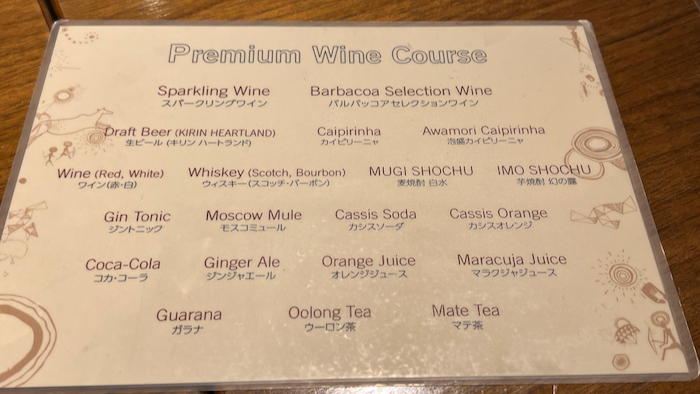 Premium Wine Course
Sparkling Wine Barbacoa Selection Wine
スパークリングワイン バルバッコアセレクションワイン
Draft Beer (KIRIN HEARTLAND) Caipirinha Awamori Caipirinha
生ビール (キリン ハートランド) カイピリーニャ 泡盛カイピリーニャ
Wine (Red, White) Whiskey (Scotch, Bourbon) MUGI SHOCHU IMO SHOCHU
ワイン(赤・白) ウィスキー(スコッチ・バーボン) 麦焼酎 白水 芋焼酎 幻の露
Gin Tonic Moscow Mule Cassis Soda Cassis Orange
ジントニック モスコミュール カシスソーダ カシスオレンジ
Coca-Cola Ginger Ale Orange Juice Maracuja Juice
コカ・コーラ ジンジャエール オレンジジュース マラクジャジュース
Guarana Oolong Tea Mate Tea
ガラナ ウーロン茶 マテ茶